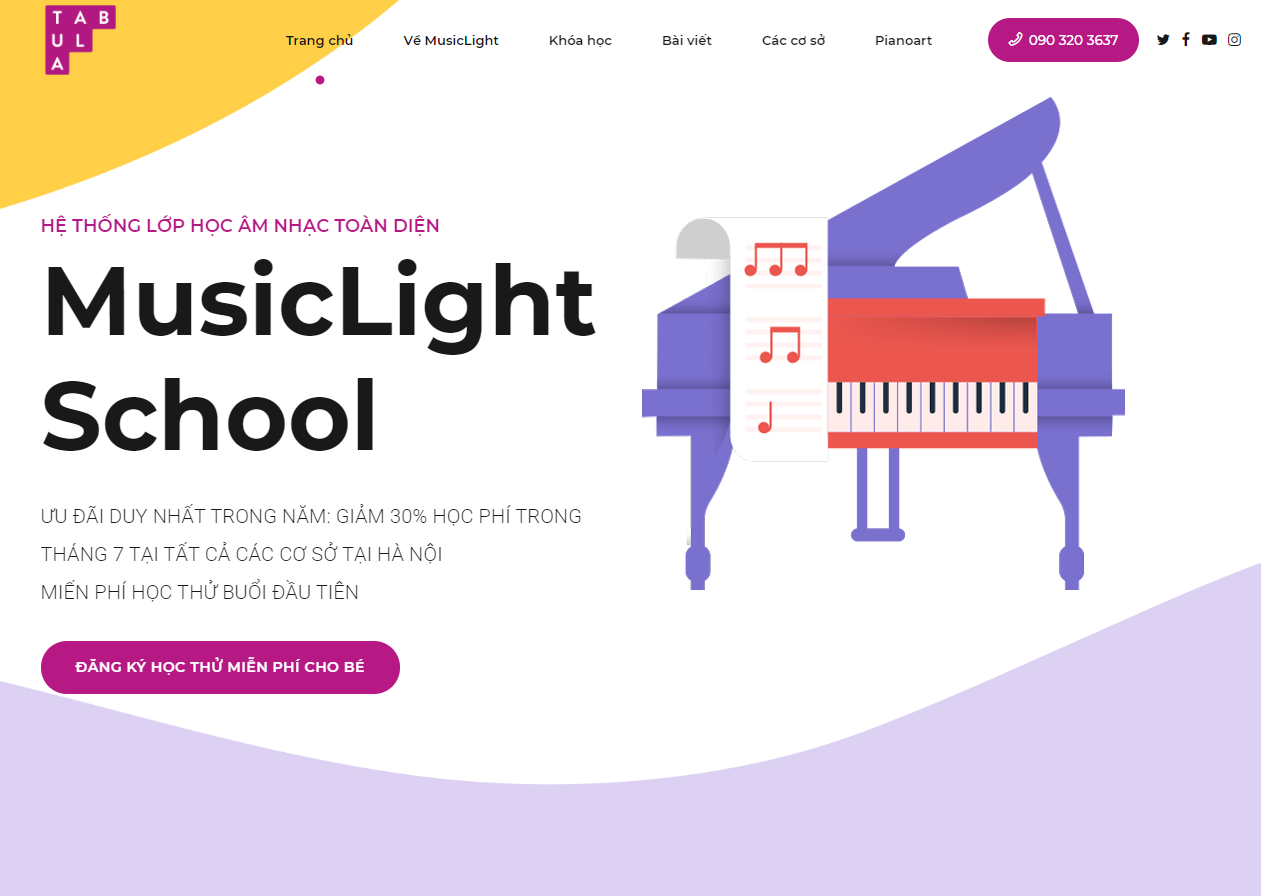 TAB
UL
A
Trang chủ
Về MusicLight
Khóa học
Bài viết
Các cơ sở
Pianoart
090 320 3637
HỆ THỐNG LỚP HỌC ÂM NHẠC TOÀN DIỆN
MusicLight
School
ƯU ĐÃI DUY NHẤT TRONG NĂM: GIẢM 30% HỌC PHÍ TRONG
THÁNG 7 TẠI TẤT CẢ CÁC CƠ SỞ TẠI HÀ NỘI
MIẾN PHÍ HỌC THỬ BUỔI ĐẦU TIÊN
ĐĂNG KÝ HỌC THỬ MIỄN PHÍ CHO BÉ